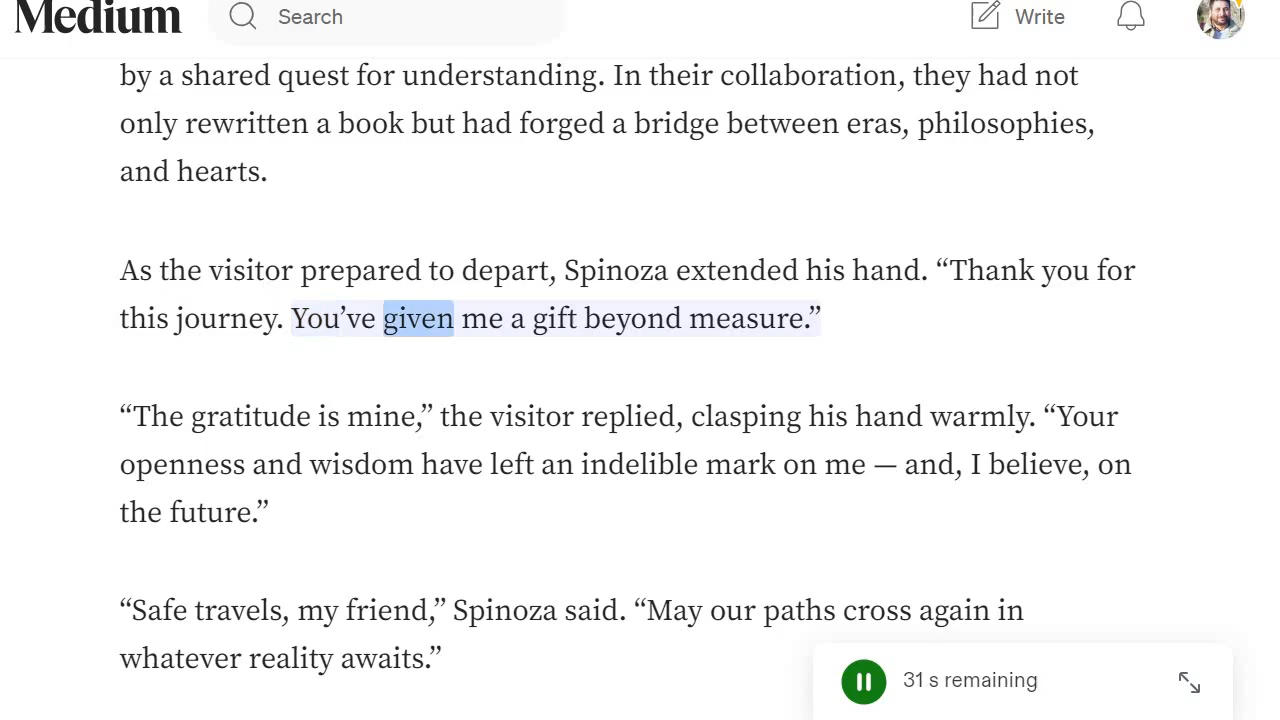 Medium
Search
Write
by a shared quest for understanding. In their collaboration, they had not
only rewritten a book but had forged a bridge between eras, philosophies,
and hearts.
As the visitor prepared to depart, Spinoza extended his hand. “Thank you for
this journey. You’ve given me a gift beyond measure.”
“The gratitude is mine,” the visitor replied, clasping his hand warmly. “Your
openness and wisdom have left an indelible mark on me — and, I believe, on
the future.”
“Safe travels, my friend,” Spinoza said. “May our paths cross again in
whatever reality awaits.”
31 s remaining